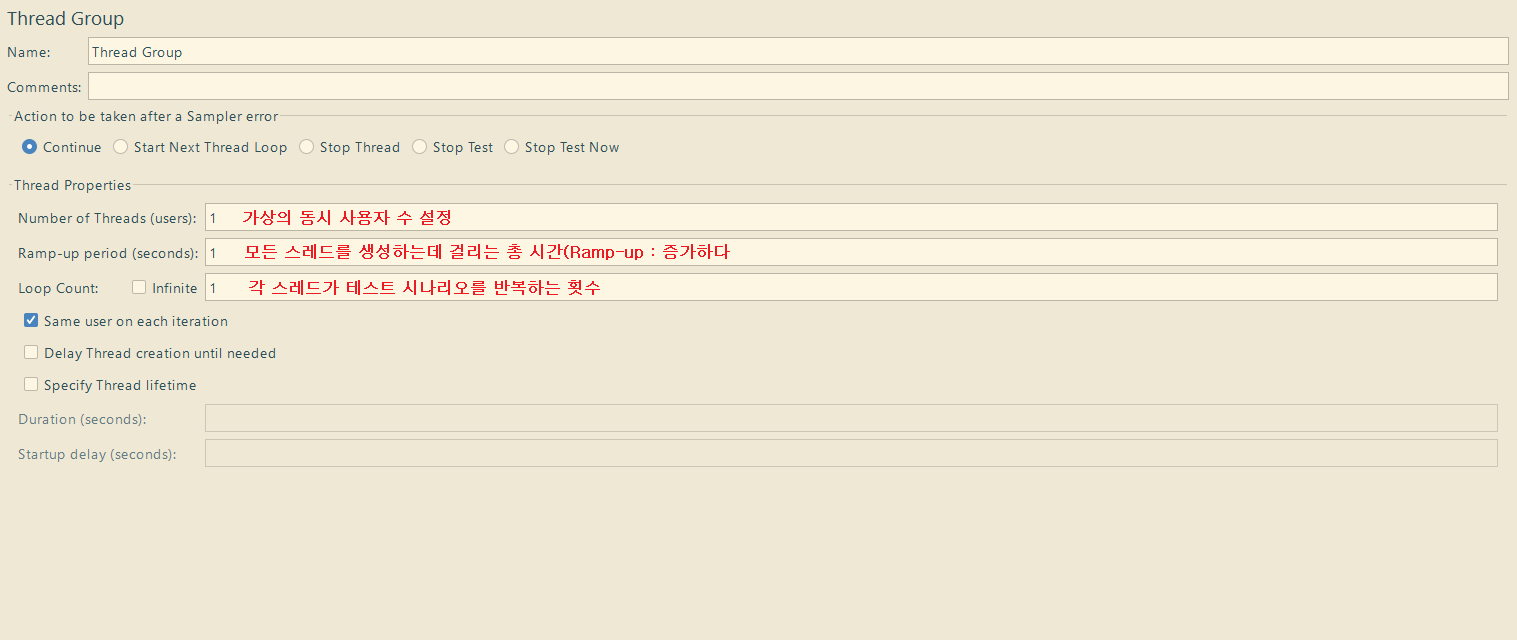 Thread Group
Name: Thread Group
Comments:
Action to be taken after a Sampler error
Continue Start Next Thread Loop Stop Thread Stop Test Stop Test Now
Thread Properties
Number of Threads (users): 1 가상의 동시 사용자 수 설정
Ramp-up period (seconds): 1 모든 스레드를 생성하는데 걸리는 총 시간(Ramp-up : 증가하다
Loop Count: Infinite 1 각 스레드가 테스트 시나리오를 반복하는 횟수
Same user on each iteration
Delay Thread creation until needed
Specify Thread lifetime
Duration (seconds):
Startup delay (seconds):